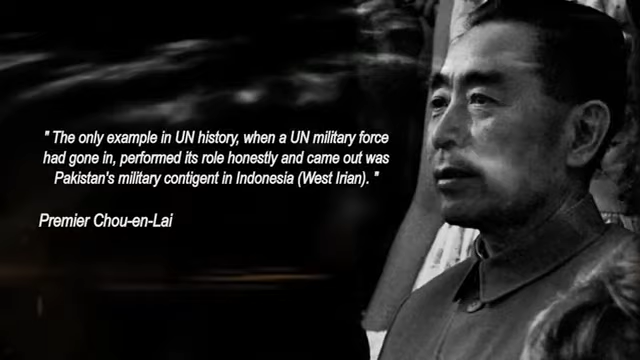 " The only example in UN history, when a UN military force
had gone in, performed its role honestly and came out was
Pakistan's military contigent in Indonesia (West Irian). "
Premier Chou-en-Lai